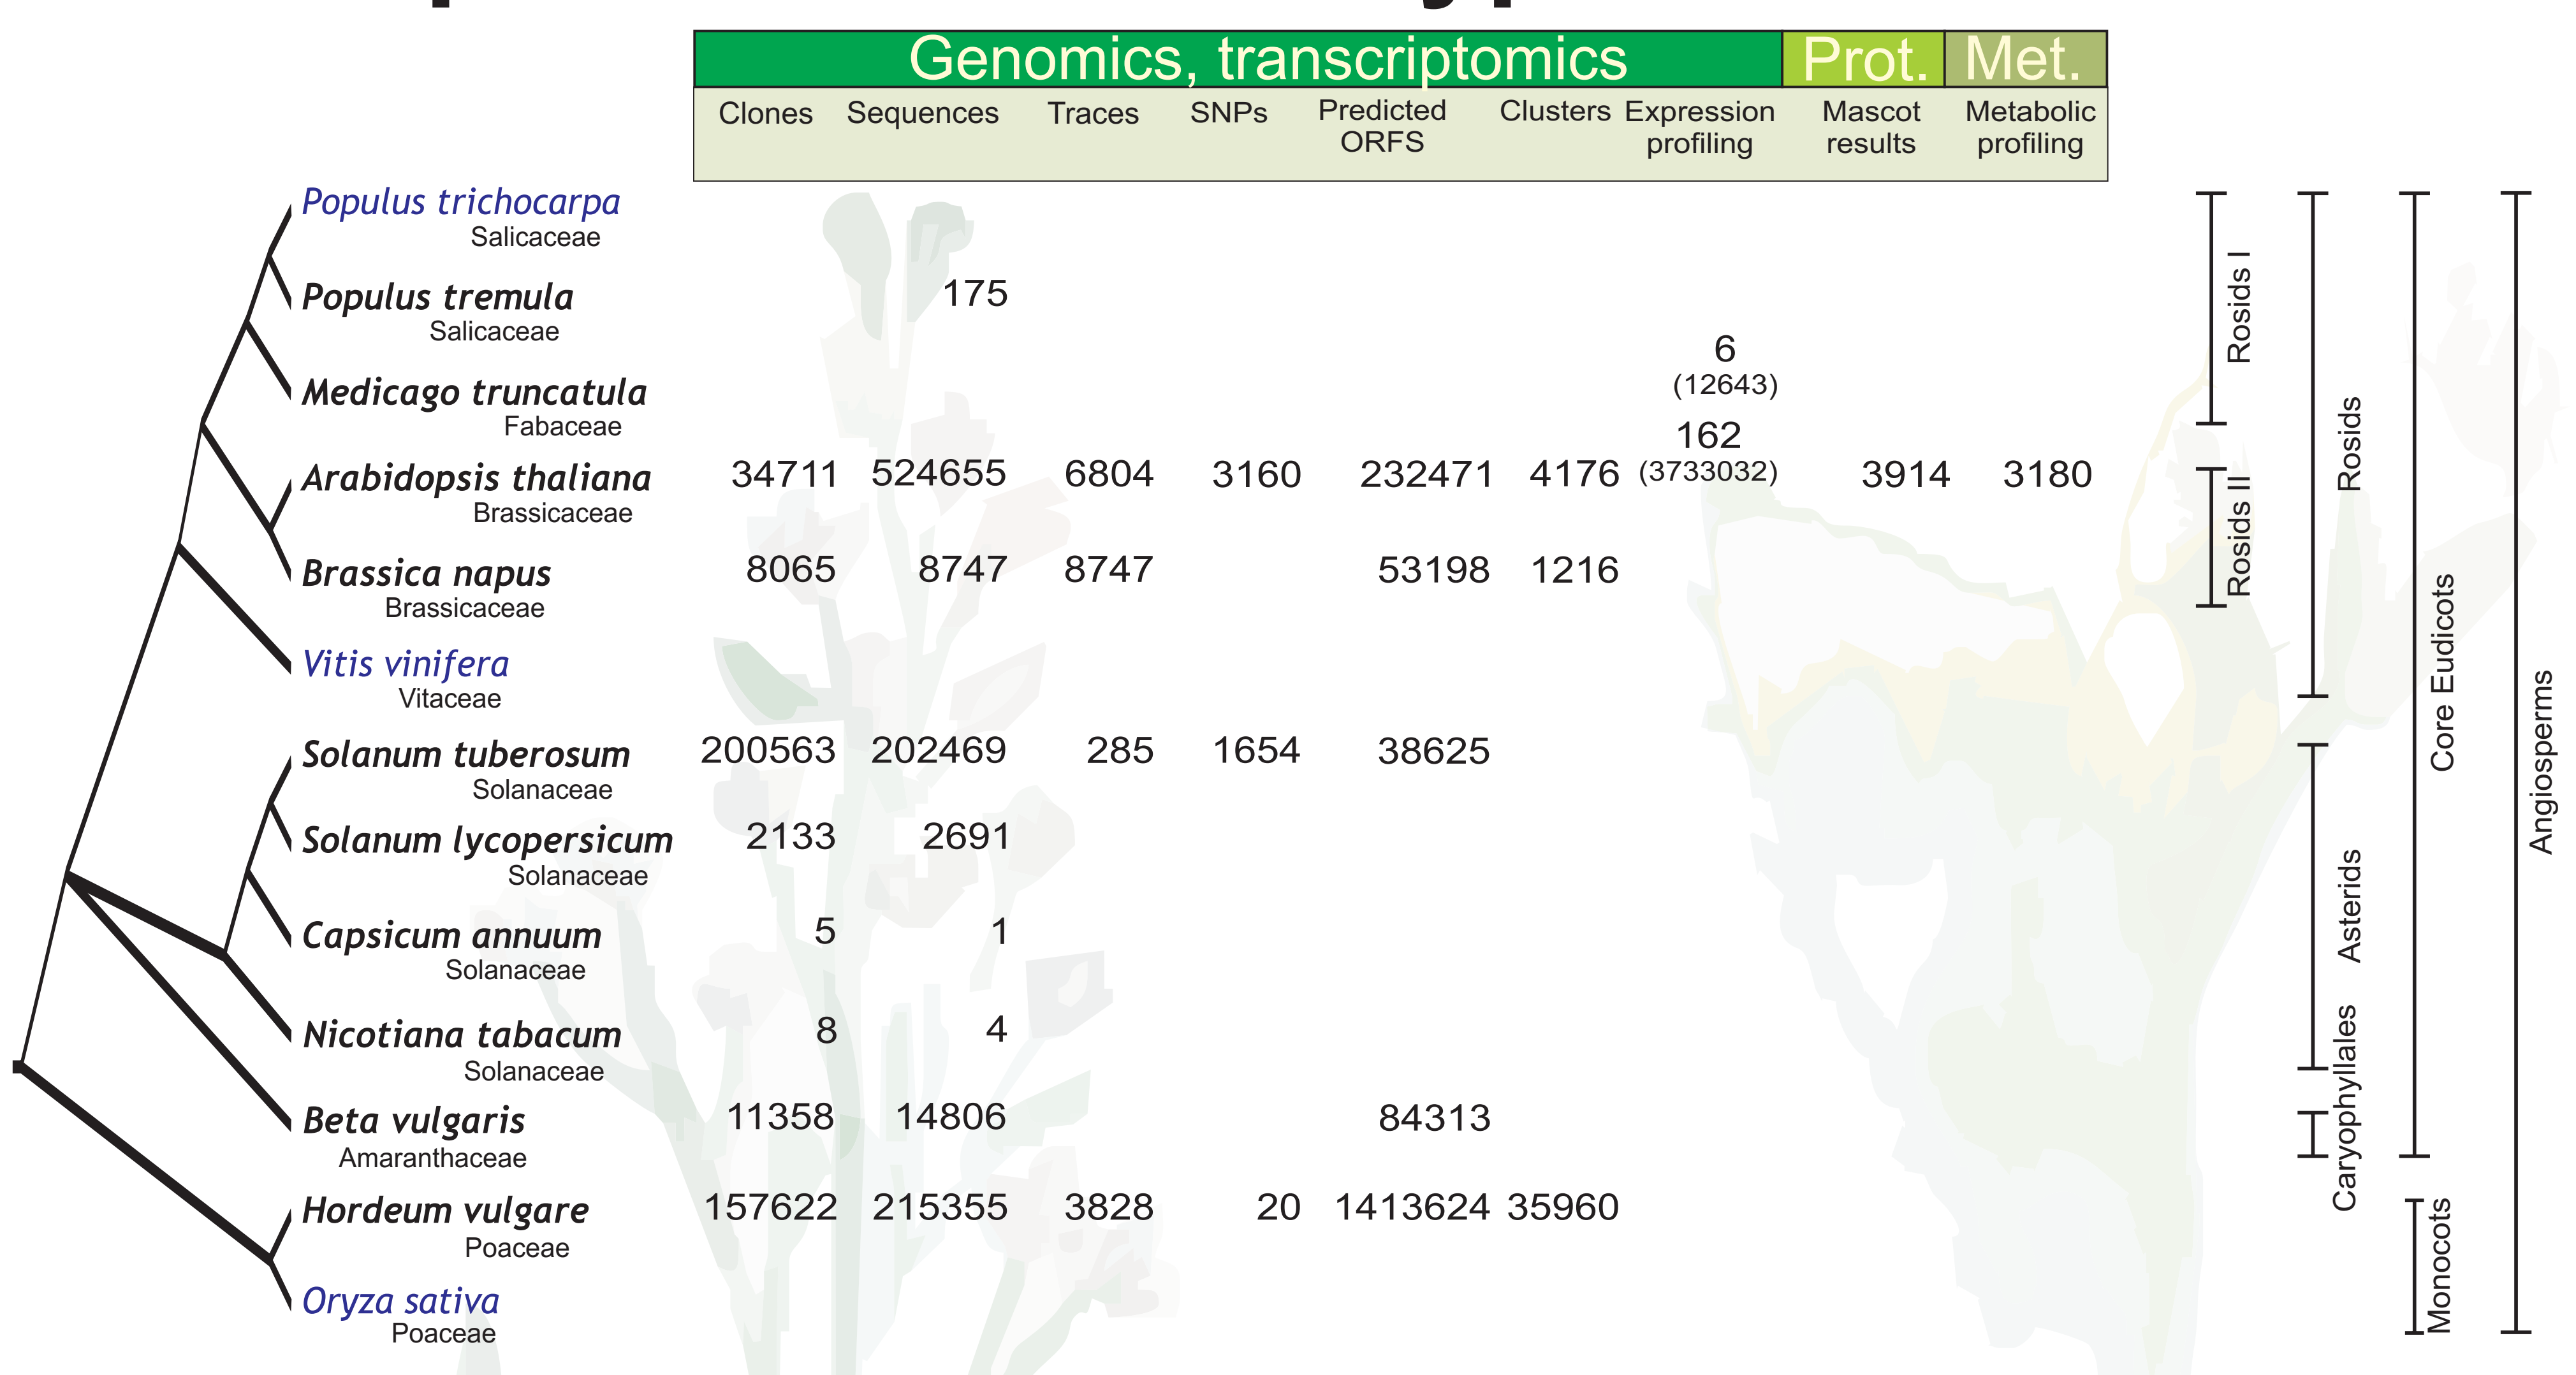 Genomics, transcriptomics Prot. Met.
Clones Sequences Traces SNPs Predicted ORFS Clusters Expression profiling Mascot results Metabolic profiling
Populus trichocarpa
Salicaceae
Populus tremula 175
Salicaceae
6
(12643)
Medicago truncatula
Fabaceae
162
Arabidopsis thaliana 34711 524655 6804 3160 232471 4176 (3733032) 3914 3180
Brassicaceae
Brassica napus 8065 8747 8747 53198 1216
Brassicaceae
Vitis vinifera
Vitaceae
Solanum tuberosum 200563 202469 285 1654 38625
Solanaceae
Solanum lycopersicum 2133 2691
Solanaceae
Capsicum annuum 5 1
Solanaceae
Nicotiana tabacum 8 4
Solanaceae
Beta vulgaris 11358 14806 84313
Amaranthaceae
Hordeum vulgare 157622 215355 3828 20 1413624 35960
Poaceae
Oryza sativa
Poaceae
Rosids I
Rosids II
Rosids
Asterids
Caryophyllales
Core Eudicots
Monocots
Angiosperms